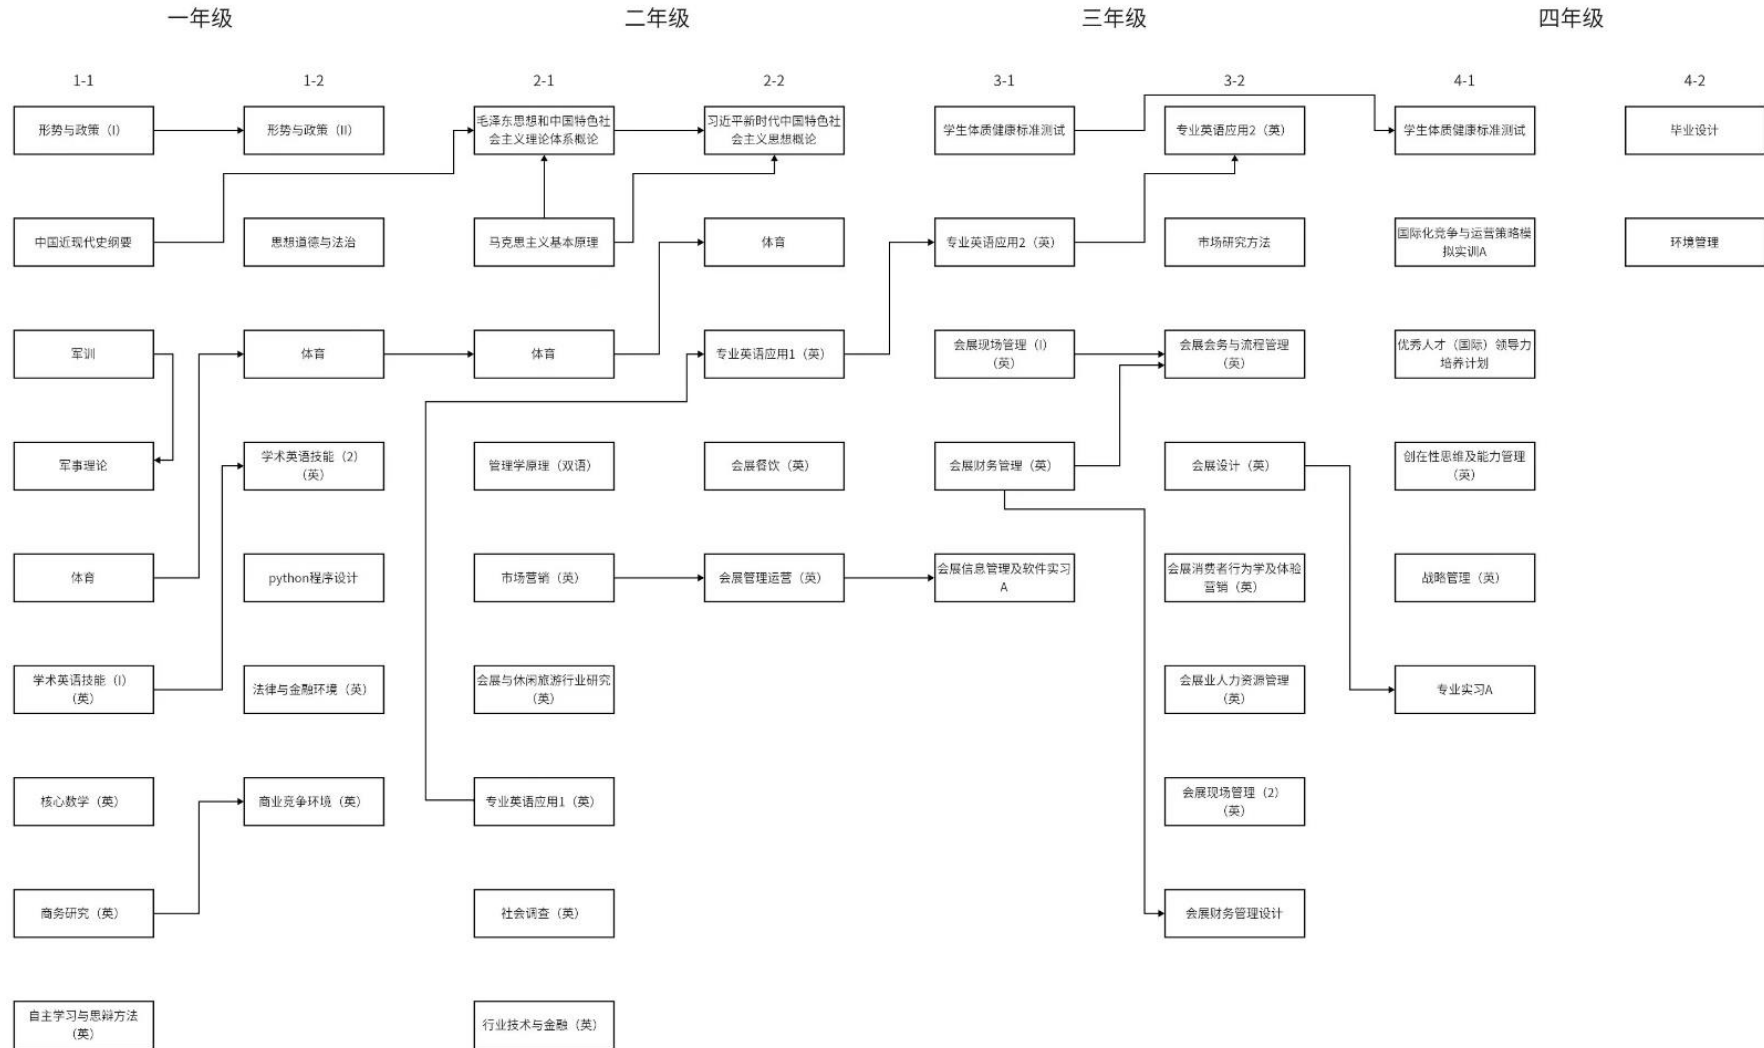 一年级
二年级
三年级
四年级
1-1
1-2
2-1
2-2
3-1
3-2
4-1
4-2
形势与政策（I）
形势与政策（II）
毛泽东思想和中国特色社
会主义理论体系概论
习近平新时代中国特色社
会主义思想概论
学生体质健康标准测试
专业英语应用2（英）
学生体质健康标准测试
毕业设计
中国近现代史纲要
思想道德与法治
马克思主义基本原理
体育
专业英语应用2（英）
市场研究方法
国际化竞争与运营策略模
拟实训A
环境管理
军训
体育
体育
专业英语应用1（英）
会展现场管理（I）
（英）
会展会务与流程管理
（英）
优秀人才（国际）领导力
培养计划
军事理论
学术英语技能（2）
（英）
管理学原理（双语）
会展餐饮（英）
会展财务管理（英）
会展设计（英）
创在性思维及能力管理
（英）
体育
python程序设计
市场营销（英）
会展管理运营（英）
会展信息管理及软件实习
A
会展消费者行为学及体验
营销（英）
战略管理（英）
学术英语技能（I）
（英）
法律与金融环境（英）
会展与休闲旅游行业研究
（英）
会展业人力资源管理
（英）
专业实习A
核心数学（英）
商业竞争环境（英）
专业英语应用1（英）
会展现场管理（2）
（英）
商务研究（英）
社会调查（英）
会展财务管理设计
自主学习与思辩方法
（英）
行业技术与金融（英）